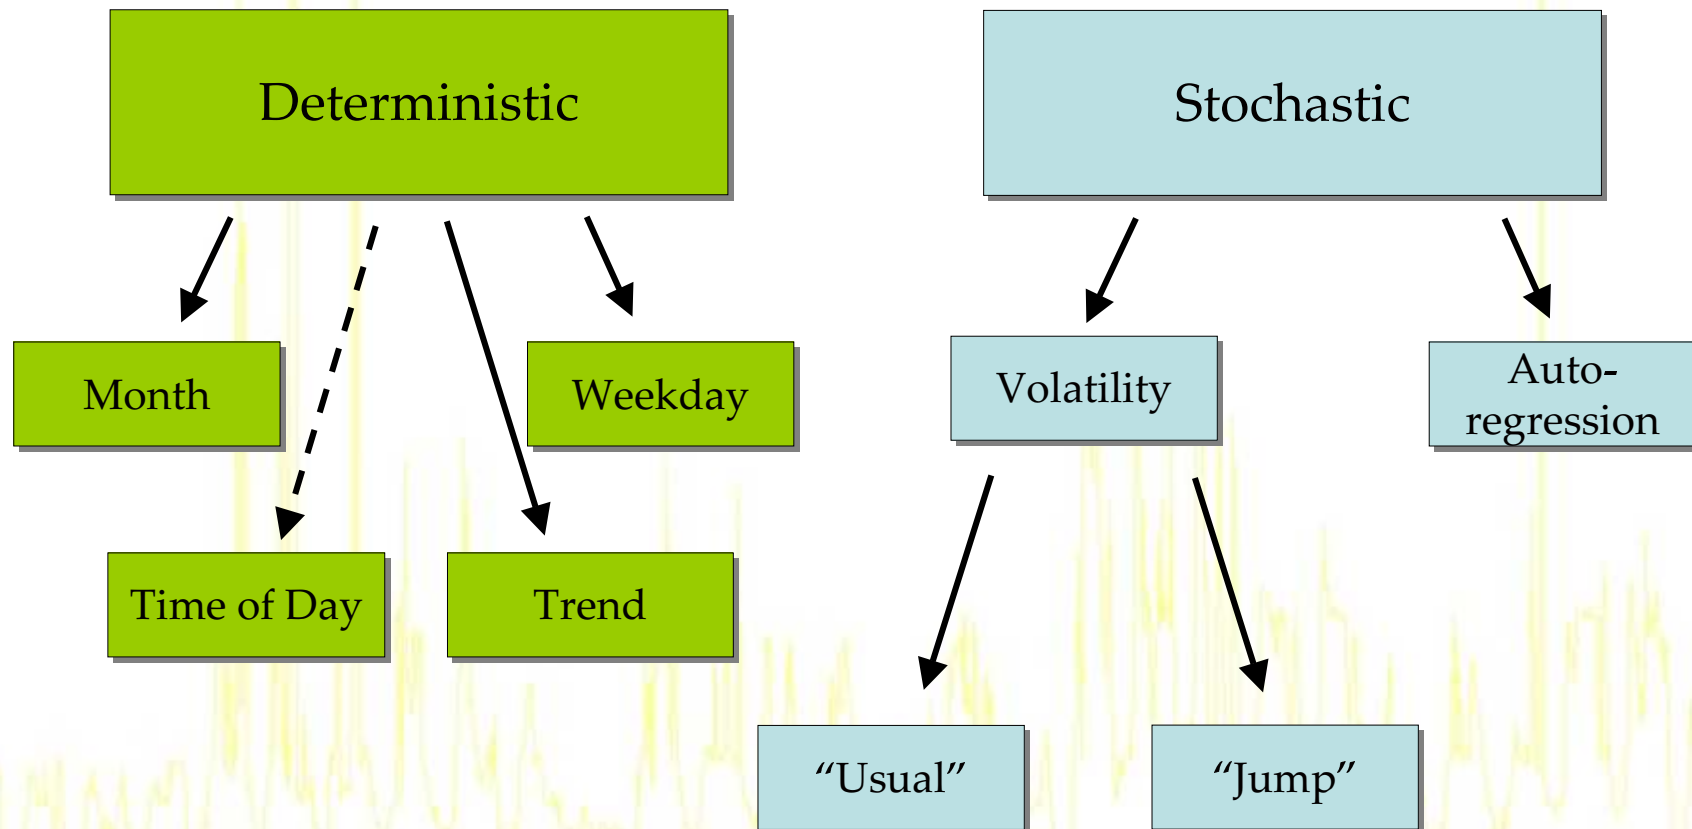 Deterministic
Stochastic
Month
Weekday
Volatility
Auto-
regression
Time of Day
Trend
“Usual”
“Jump”